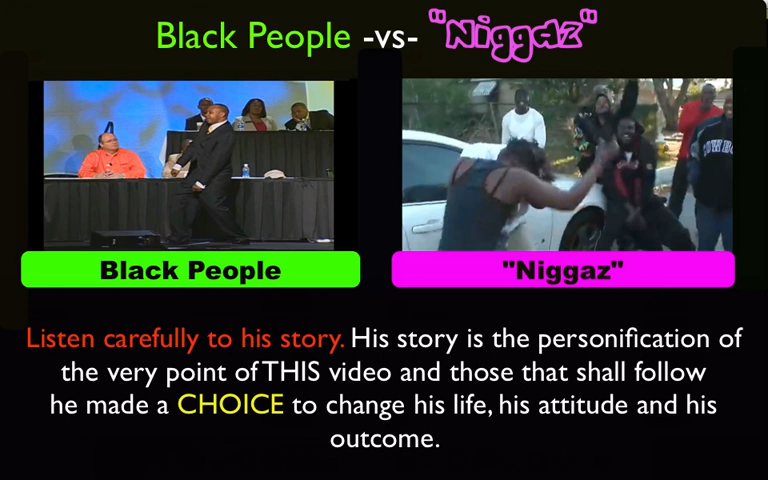 Black People -vs- "Niggaz"
Black People
"Niggaz"
Listen carefully to his story. His story is the personification of
the very point of THIS video and those that shall follow
he made a CHOICE to change his life, his attitude and his
outcome.